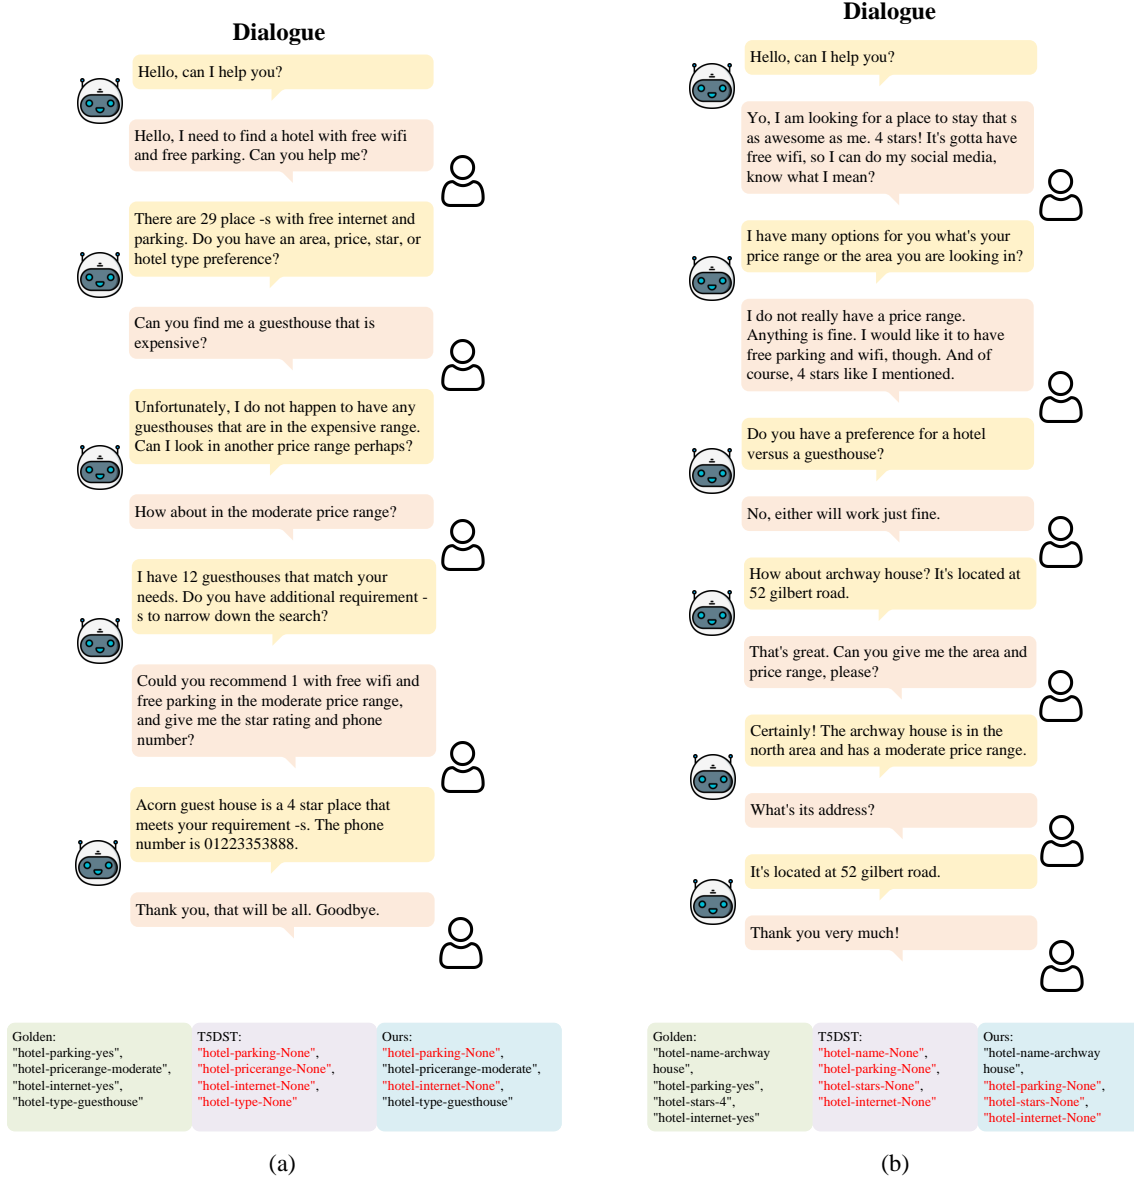 Dialogue
Hello, can I help you?
Hello, I need to find a hotel with free wifi
and free parking. Can you help me?
There are 29 place -s with free internet and
parking. Do you have an area, price, star, or
hotel type preference?
Can you find me a guesthouse that is
expensive?
Unfortunately, I do not happen to have any
guesthouses that are in the expensive range.
Can I look in another price range perhaps?
How about in the moderate price range?
I have 12 guesthouses that match your
needs. Do you have additional requirement -
s to narrow down the search?
Could you recommend 1 with free wifi and
free parking in the moderate price range,
and give me the star rating and phone
number?
Acorn guest house is a 4 star place that
meets your requirement -s. The phone
number is 01223353888.
Thank you, that will be all. Goodbye.
Golden:
"hotel-parking-yes",
"hotel-pricerange-moderate",
"hotel-internet-yes",
"hotel-type-guesthouse"
T5DST:
"hotel-parking-None",
"hotel-pricerange-None",
"hotel-internet-None",
"hotel-type-None"
Ours:
"hotel-parking-None",
"hotel-pricerange-moderate",
"hotel-internet-None",
"hotel-type-guesthouse"
(a)
Dialogue
Hello, can I help you?
Yo, I am looking for a place to stay that s
as awesome as me. 4 stars! It's gotta have
free wifi, so I can do my social media,
know what I mean?
I have many options for you what's your
price range or the area you are looking in?
I do not really have a price range.
Anything is fine. I would like it to have
free parking and wifi, though. And of
course, 4 stars like I mentioned.
Do you have a preference for a hotel
versus a guesthouse?
No, either will work just fine.
How about archway house? It's located at
52 gilbert road.
That's great. Can you give me the area and
price range, please?
Certainly! The archway house is in the
north area and has a moderate price range.
What's its address?
It's located at 52 gilbert road.
Thank you very much!
Golden:
"hotel-name-archway
house",
"hotel-parking-yes",
"hotel-stars-4",
"hotel-internet-yes"
T5DST:
"hotel-name-None",
"hotel-parking-None",
"hotel-stars-None",
"hotel-internet-None"
Ours:
"hotel-name-archway
house",
"hotel-parking-None",
"hotel-stars-None",
"hotel-internet-None"
(b)